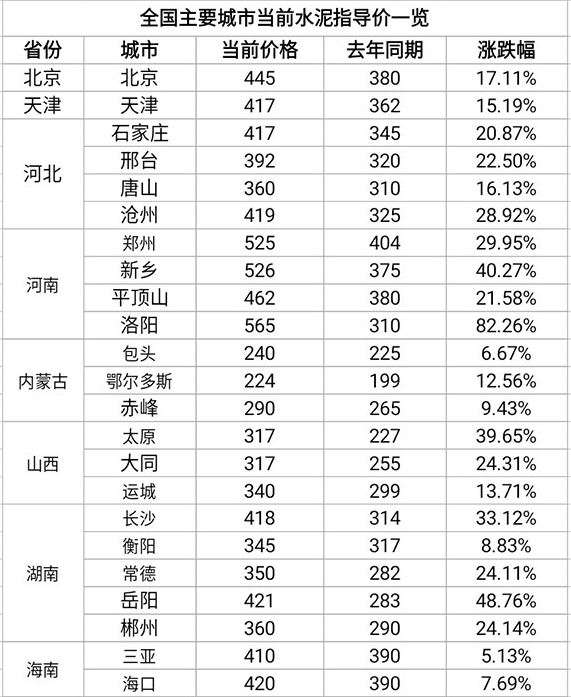 全国主要城市当前水泥指导价一览
省份 城市 当前价格 去年同期 涨跌幅
北京 北京 445 380 17.11%
天津 天津 417 362 15.19%
河北 石家庄 417 345 20.87%
邢台 392 320 22.50%
唐山 360 310 16.13%
沧州 419 325 28.92%
河南 郑州 525 404 29.95%
新乡 526 375 40.27%
平顶山 462 380 21.58%
洛阳 565 310 82.26%
内蒙古 包头 240 225 6.67%
鄂尔多斯 224 199 12.56%
赤峰 290 265 9.43%
山西 太原 317 227 39.65%
大同 317 255 24.31%
运城 340 299 13.71%
湖南 长沙 418 314 33.12%
衡阳 345 317 8.83%
常德 350 282 24.11%
岳阳 421 283 48.76%
郴州 360 290 24.14%
海南 三亚 410 390 5.13%
海口 420 390 7.69%